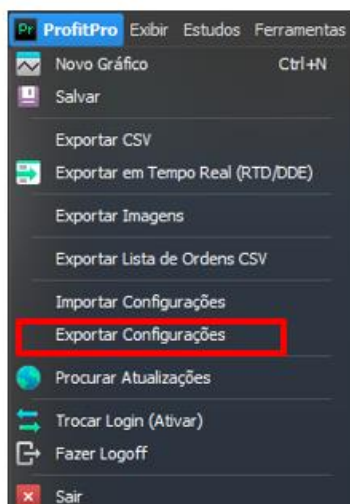 Pr ProfitPro Exibir Estudos Ferramentas
Novo Gráfico Ctrl+N
Salvar
Exportar CSV
Exportar em Tempo Real (RTD/DDE)
Exportar Imagens
Exportar Lista de Ordens CSV
Importar Configurações
Exportar Configurações
Procurar Atualizações
Trocar Login (Ativar)
Fazer Logoff
Sair